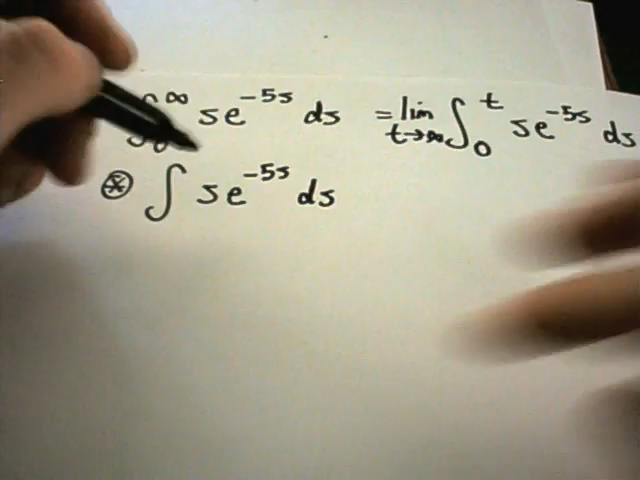 ∫₀^∞ se^{-5s} ds = lim_{t→∞} ∫₀^t se^{-5s} ds
⊛ ∫ se^{-5s} ds